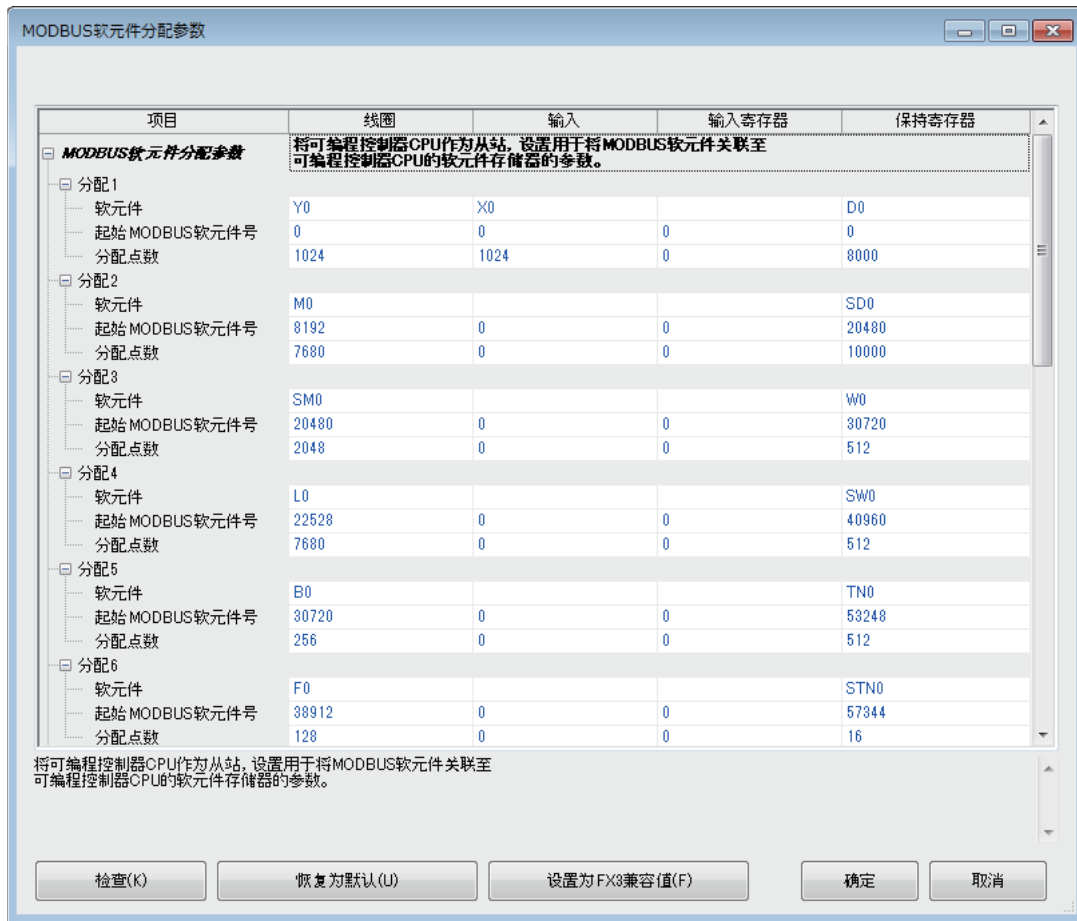 MODBUS软元件分配参数
项目 线圈 输入 输入寄存器 保持寄存器
MODBUS软元件分配参数 将可编程控制器CPU作为从站, 设置用于将MODBUS软元件关联至
可编程控制器CPU的软元件存储器的参数。
分配1
软元件 Y0 X0 D0
起始MODBUS软元件号 0 0 0 0
分配点数 1024 1024 0 8000
分配2
软元件 M0 SD0
起始MODBUS软元件号 8192 0 0 20480
分配点数 7680 0 0 10000
分配3
软元件 SM0 W0
起始MODBUS软元件号 20480 0 0 30720
分配点数 2048 0 0 512
分配4
软元件 L0 SW0
起始MODBUS软元件号 22528 0 0 40960
分配点数 7680 0 0 512
分配5
软元件 B0 TN0
起始MODBUS软元件号 30720 0 0 53248
分配点数 256 0 0 512
分配6
软元件 F0 STN0
起始MODBUS软元件号 38912 0 0 57344
分配点数 128 0 0 16
将可编程控制器CPU作为从站, 设置用于将MODBUS软元件关联至
可编程控制器CPU的软元件存储器的参数。
检查(K) 恢复为默认(U) 设置为FX3兼容值(F) 确定 取消